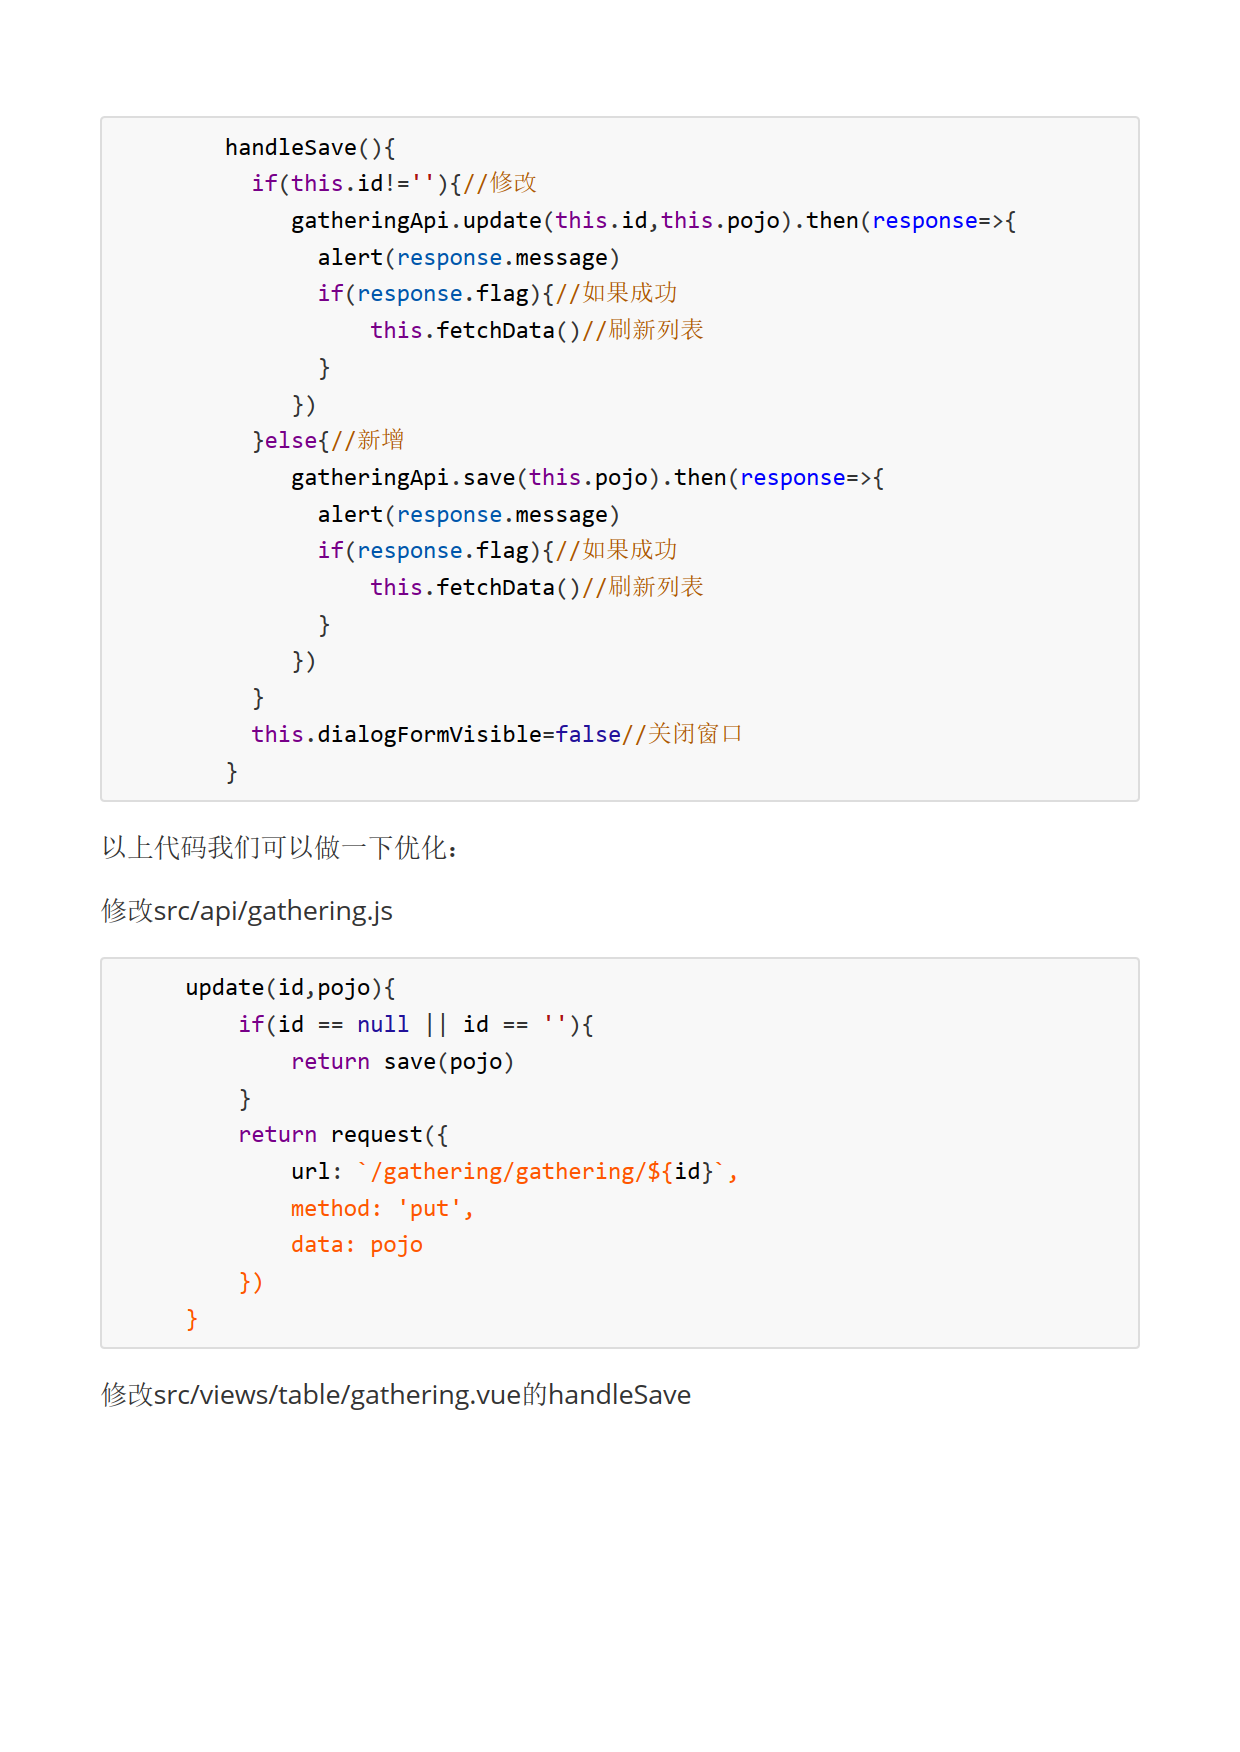 handleSave(){
if(this.id!=''){//修改
gatheringApi.update(this.id,this.pojo).then(response=>{
alert(response.message)
if(response.flag){//如果成功
this.fetchData()//刷新列表
}
})
}else{//新增
gatheringApi.save(this.pojo).then(response=>{
alert(response.message)
if(response.flag){//如果成功
this.fetchData()//刷新列表
}
})
}
this.dialogFormVisible=false//关闭窗口
}
以上代码我们可以做一下优化：
修改src/api/gathering.js
update(id,pojo){
if(id == null || id == ''){
return save(pojo)
}
return request({
url: `/gathering/gathering/${id}`,
method: 'put',
data: pojo
})
}
修改src/views/table/gathering.vue的handleSave